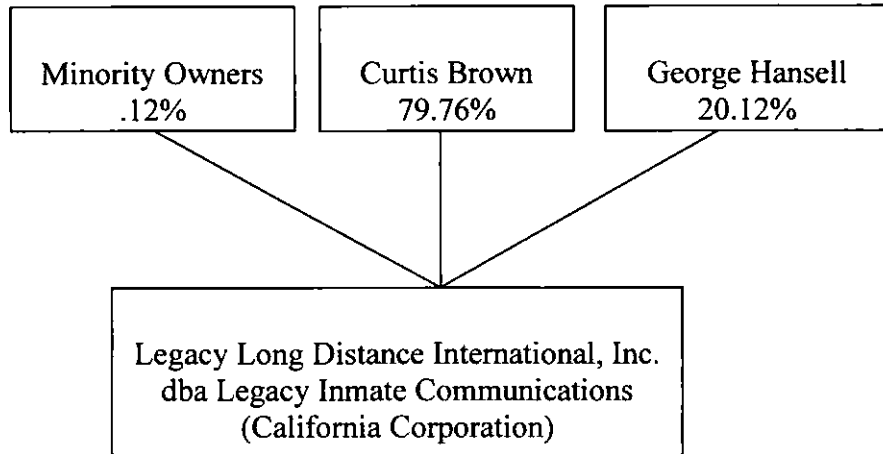 Minority Owners
.12%
Curtis Brown
79.76%
George Hansell
20.12%
Legacy Long Distance International, Inc.
dba Legacy Inmate Communications
(California Corporation)